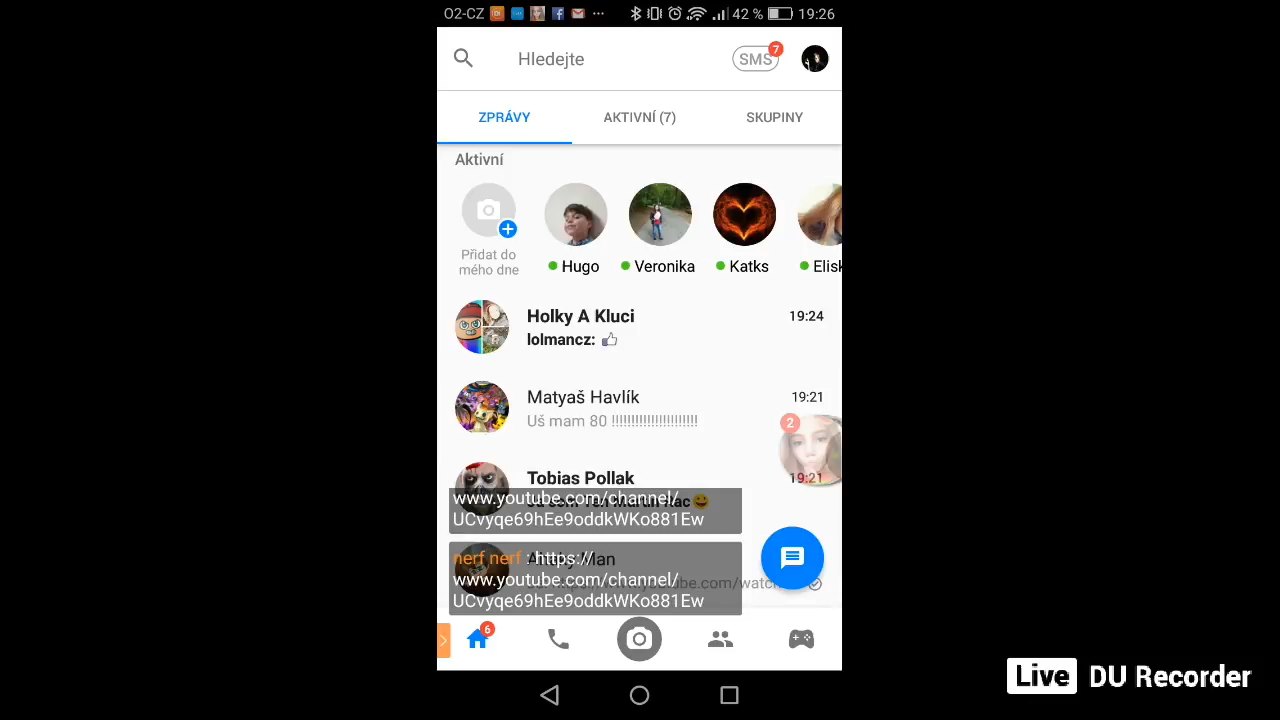 O2-CZ 42 % 19:26
Hledejte SMS 7
ZPRÁVY AKTIVNÍ (7) SKUPINY
Aktivní
Přidat do
mého dne
Hugo Veronika Katks Elisk
Holky A Kluci 19:24
lolmancz:
Matyaš Havlík 19:21
Uš mam 80 !!!!!!!!!!!!!!!!!!!!!!
2
Tobias Pollak 19:21
www.youtube.com/channel/
UCvyqe69hEe9oddkWKo881Ew
nerf nerf : https://
www.youtube.com/channel/
UCvyqe69hEe9oddkWKo881Ew
6
Live DU Recorder